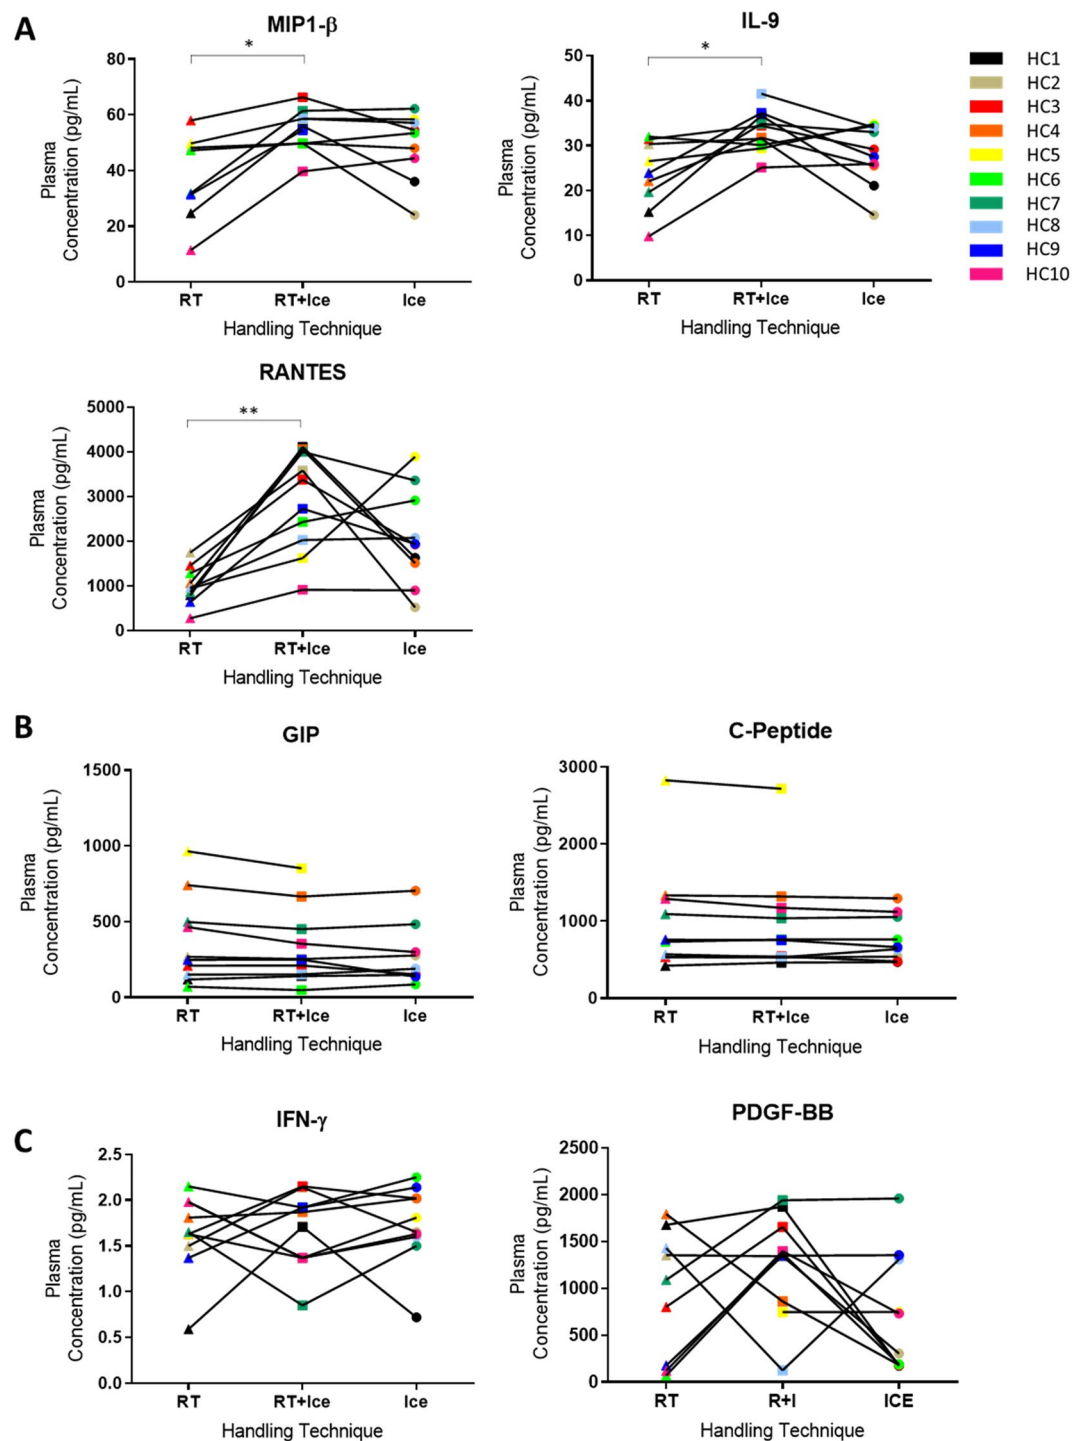 A
MIP1-β
*
Plasma
Concentration (pg/mL)
80
60
40
20
0
RT
RT+Ice
Ice
Handling Technique
IL-9
*
Plasma
Concentration (pg/mL)
50
40
30
20
10
0
RT
RT+Ice
Ice
Handling Technique
HC1
HC2
HC3
HC4
HC5
HC6
HC7
HC8
HC9
HC10
RANTES
**
Plasma
Concentration (pg/mL)
5000
4000
3000
2000
1000
0
RT
RT+Ice
Ice
Handling Technique
B
GIP
Plasma
Concentration (pg/mL)
1500
1000
500
0
RT
RT+Ice
Ice
Handling Technique
C-Peptide
Plasma
Concentration (pg/mL)
3000
2000
1000
0
RT
RT+Ice
Ice
Handling Technique
C
IFN-γ
Plasma
Concentration (pg/mL)
2.5
2.0
1.5
1.0
0.5
0.0
RT
RT+Ice
Ice
Handling Technique
PDGF-BB
Plasma
Concentration (pg/mL)
2500
2000
1500
1000
500
0
RT
R+I
ICE
Handling Technique